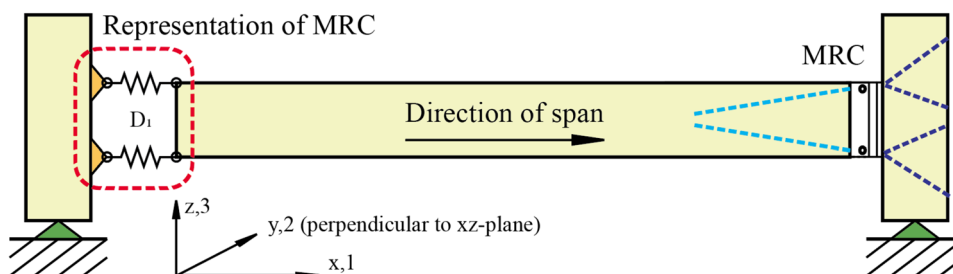 Representation of MRC
MRC
Direction of span
D₁
z,3
y,2 (perpendicular to xz-plane)
x,1